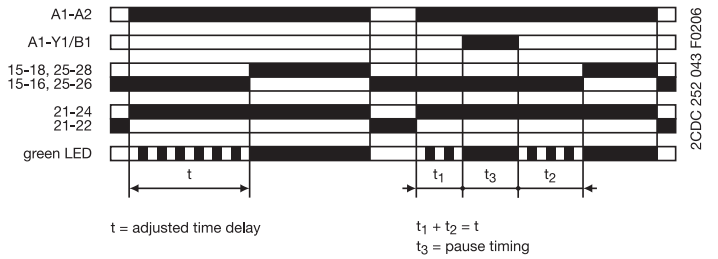 A1-A2
A1-Y1/B1
15-18, 25-28
15-16, 25-26
21-24
21-22
green LED
t
t1
t3
t2
t = adjusted time delay
t1 + t2 = t
t3 = pause timing
2CDC 252 043 F0206